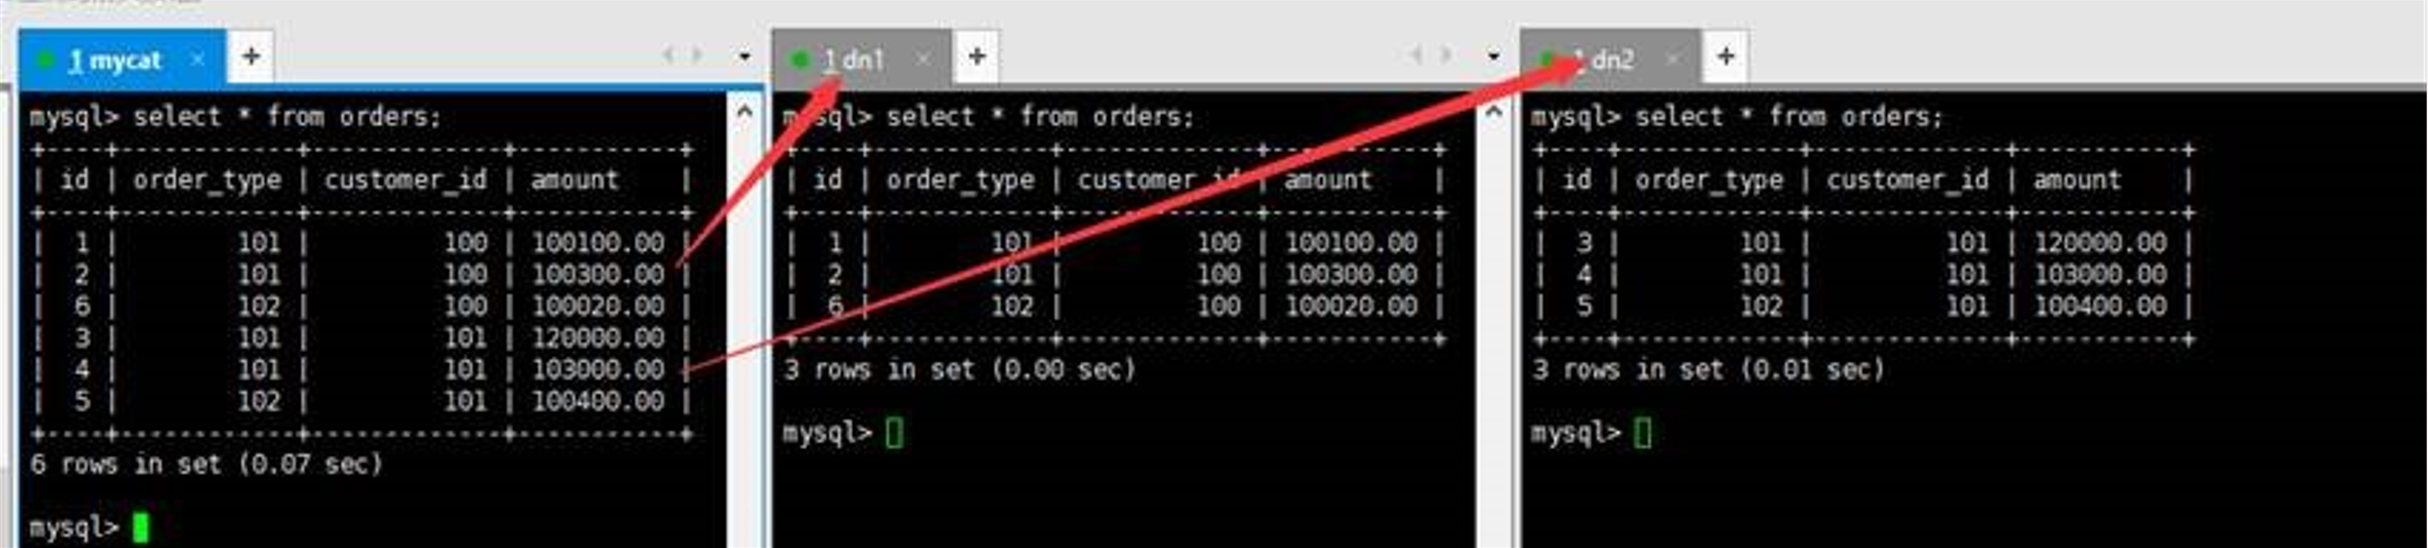 1 mycat × +
mysql> select * from orders;
+----+------------+-------------+-----------+
| id | order_type | customer_id | amount    |
+----+------------+-------------+-----------+
|  1 |        101 |         100 | 100100.00 |
|  2 |        101 |         100 | 100300.00 |
|  6 |        102 |         100 | 100020.00 |
|  3 |        101 |         101 | 120000.00 |
|  4 |        101 |         101 | 103000.00 |
|  5 |        102 |         101 | 100400.00 |
+----+------------+-------------+-----------+
6 rows in set (0.07 sec)
mysql>
1 dn1 × +
mysql> select * from orders;
+----+------------+-------------+-----------+
| id | order_type | customer_id | amount    |
+----+------------+-------------+-----------+
|  1 |        101 |         100 | 100100.00 |
|  2 |        101 |         100 | 100300.00 |
|  6 |        102 |         100 | 100020.00 |
+----+------------+-------------+-----------+
3 rows in set (0.00 sec)
mysql>
1 dn2 × +
mysql> select * from orders;
+----+------------+-------------+-----------+
| id | order_type | customer_id | amount    |
+----+------------+-------------+-----------+
|  3 |        101 |         101 | 120000.00 |
|  4 |        101 |         101 | 103000.00 |
|  5 |        102 |         101 | 100400.00 |
+----+------------+-------------+-----------+
3 rows in set (0.01 sec)
mysql>